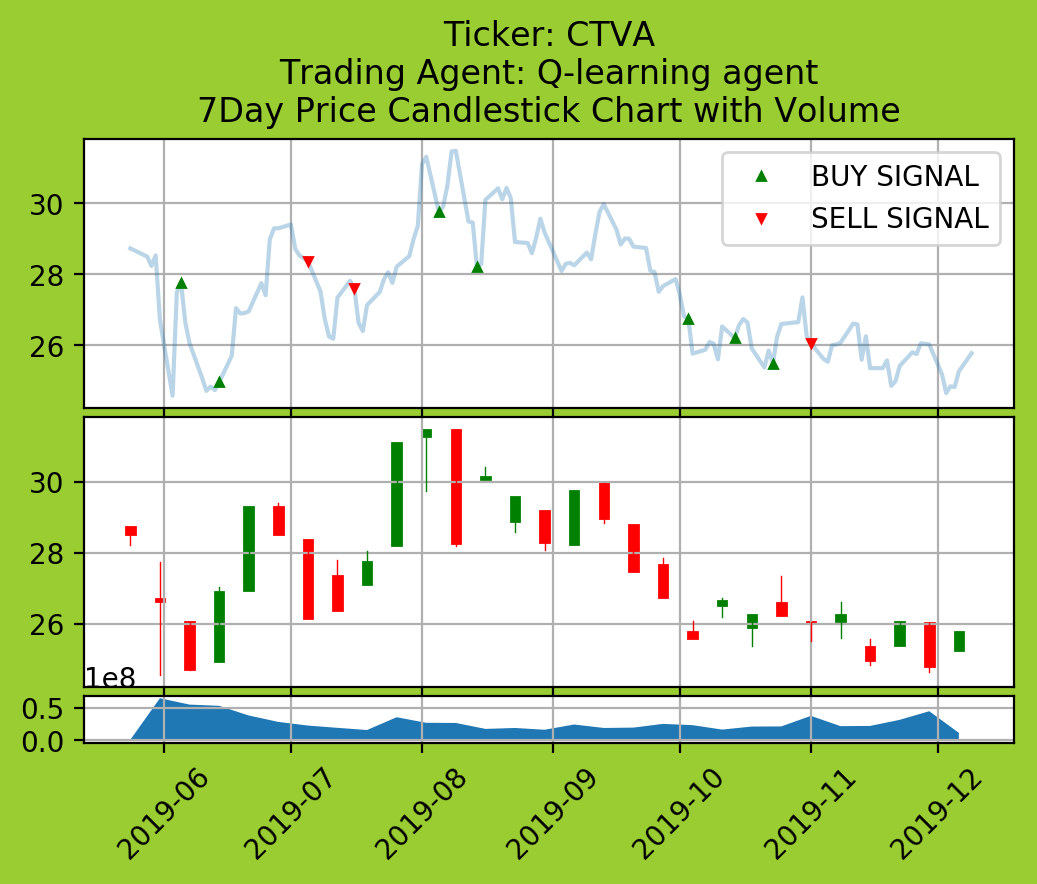 Ticker: CTVA
Trading Agent: Q-learning agent
7Day Price Candlestick Chart with Volume
BUY SIGNAL
SELL SIGNAL
30
28
26
30
28
26
1e8
0.5
0.0
2019-06
2019-07
2019-08
2019-09
2019-10
2019-11
2019-12